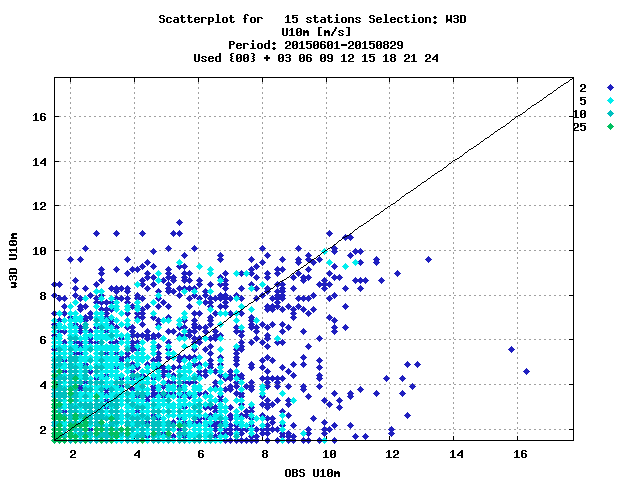 Scatterplot for 15 stations Selection: W3D
U10m [m/s]
Period: 20150601-20150829
Used {00} + 03 06 09 12 15 18 21 24
2
5
10
25
16
14
12
10
8
6
4
2
W3D U10m
2 4 6 8 10 12 14 16
OBS U10m